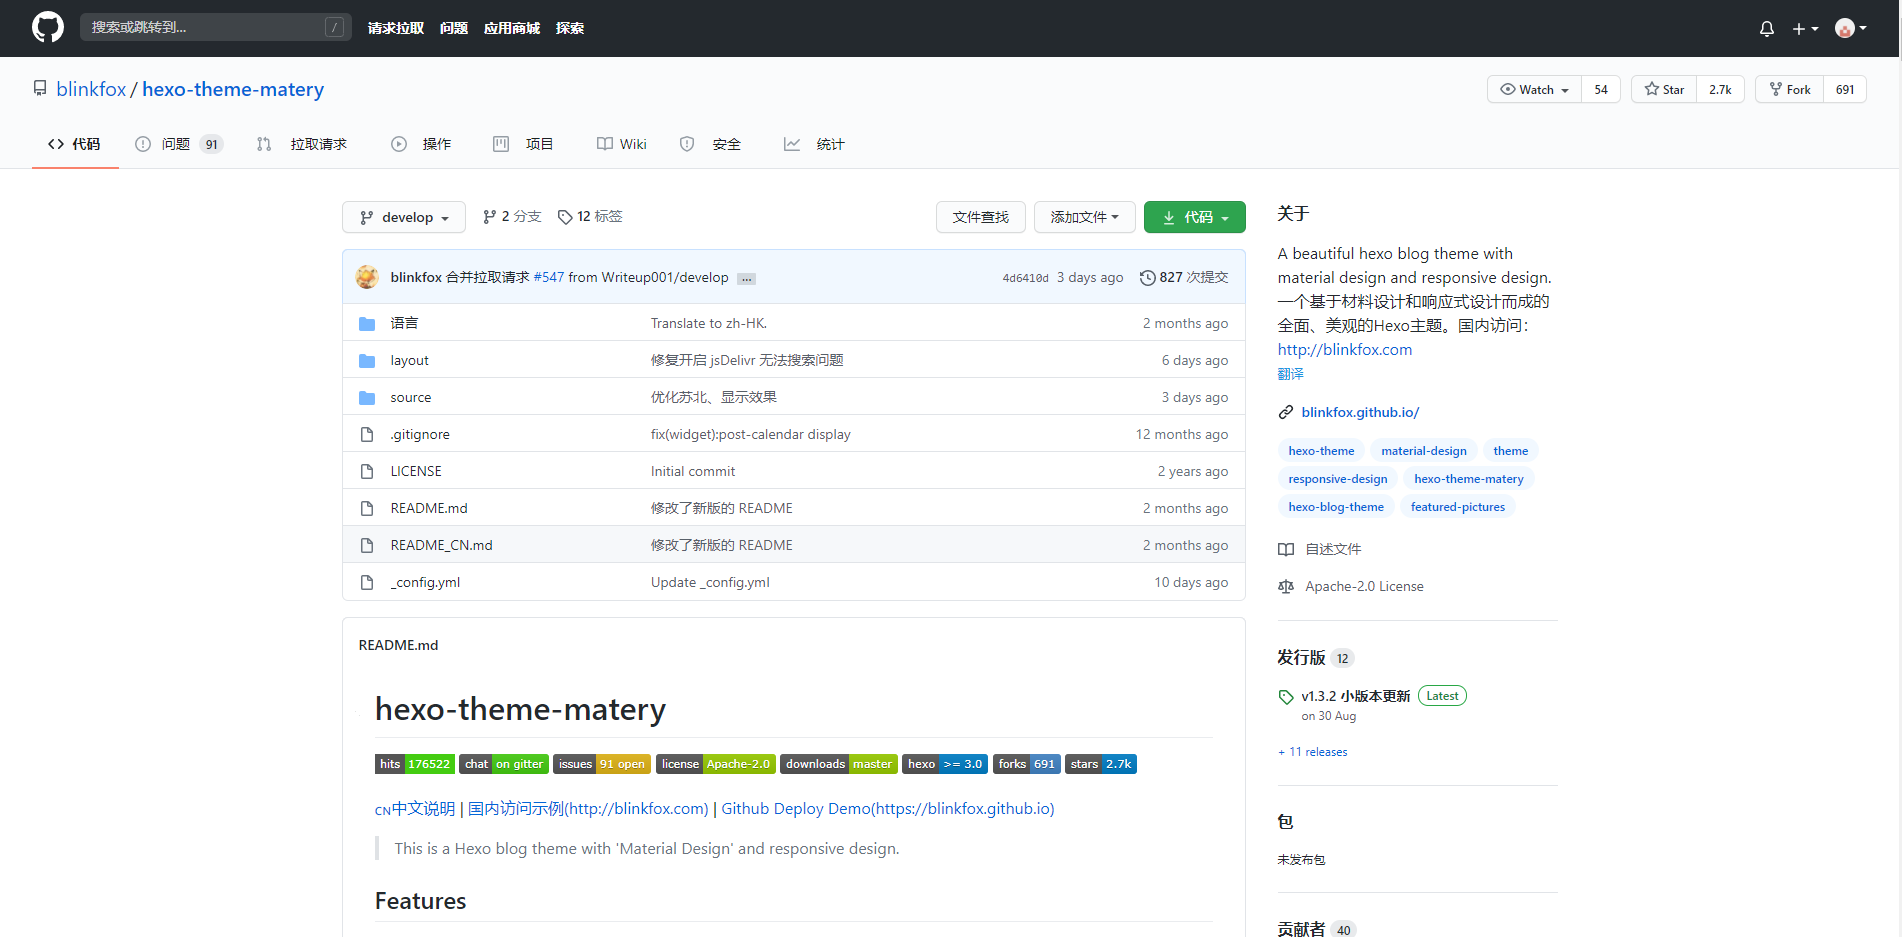 搜索或跳转到... / 请求拉取 问题 应用商城 探索
blinkfox / hexo-theme-matery Watch 54 Star 2.7k Fork 691
代码 问题 91 拉取请求 操作 项目 Wiki 安全 统计
develop 2 分支 12 标签 文件查找 添加文件 代码
blinkfox 合并拉取请求 #547 from Writeup001/develop ... 4d6410d 3 days ago 827 次提交
语言 Translate to zh-HK. 2 months ago
layout 修复开启 jsDelivr 无法搜索问题 6 days ago
source 优化苏北、显示效果 3 days ago
.gitignore fix(widget):post-calendar display 12 months ago
LICENSE Initial commit 2 years ago
README.md 修改了新版的 README 2 months ago
README_CN.md 修改了新版的 README 2 months ago
_config.yml Update _config.yml 10 days ago
README.md
hexo-theme-matery
hits 176522 chat on gitter issues 91 open license Apache-2.0 downloads master hexo >= 3.0 forks 691 stars 2.7k
CN中文说明 | 国内访问示例(http://blinkfox.com) | Github Deploy Demo(https://blinkfox.github.io)
This is a Hexo blog theme with 'Material Design' and responsive design.
Features
关于
A beautiful hexo blog theme with
material design and responsive design.
一个基于材料设计和响应式设计而成的
全面、美观的Hexo主题。国内访问：
http://blinkfox.com
翻译
blinkfox.github.io/
hexo-theme material-design theme
responsive-design hexo-theme-matery
hexo-blog-theme featured-pictures
自述文件
Apache-2.0 License
发行版 12
v1.3.2 小版本更新 Latest
on 30 Aug
+ 11 releases
包
未发布包
贡献者 40